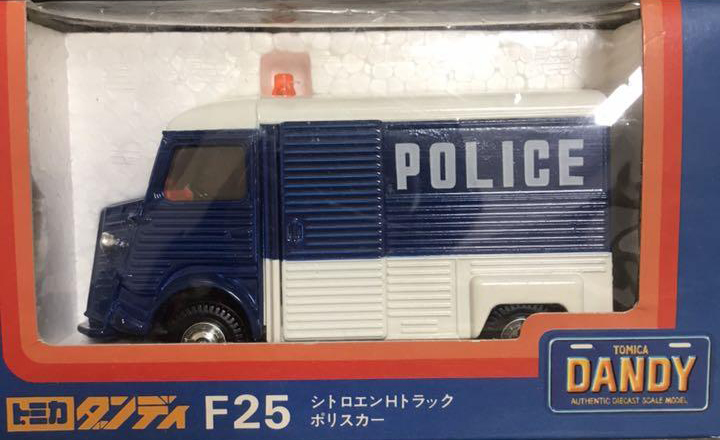 POLICE
トミカダンディ F25 シトロエンHトラック
ポリスカー
TOMICA
DANDY
AUTHENTIC DIECAST SCALE MODEL